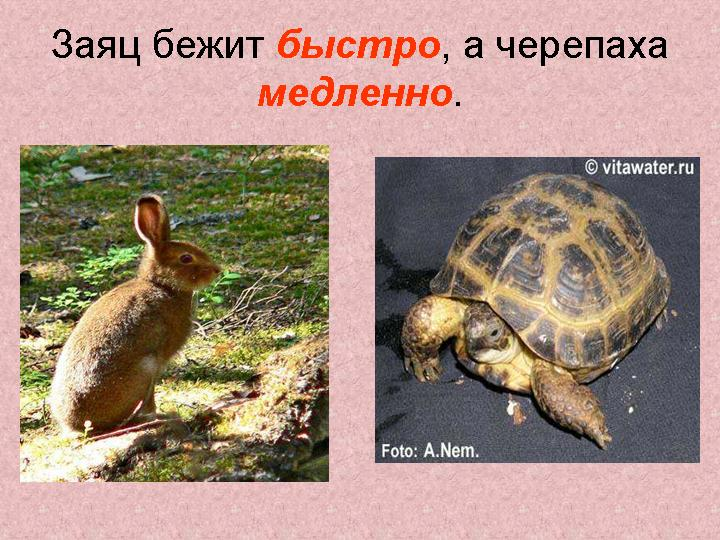 Заяц бежит быстро, а черепаха
медленно.
© vitawater.ru
Foto: A.Nem.